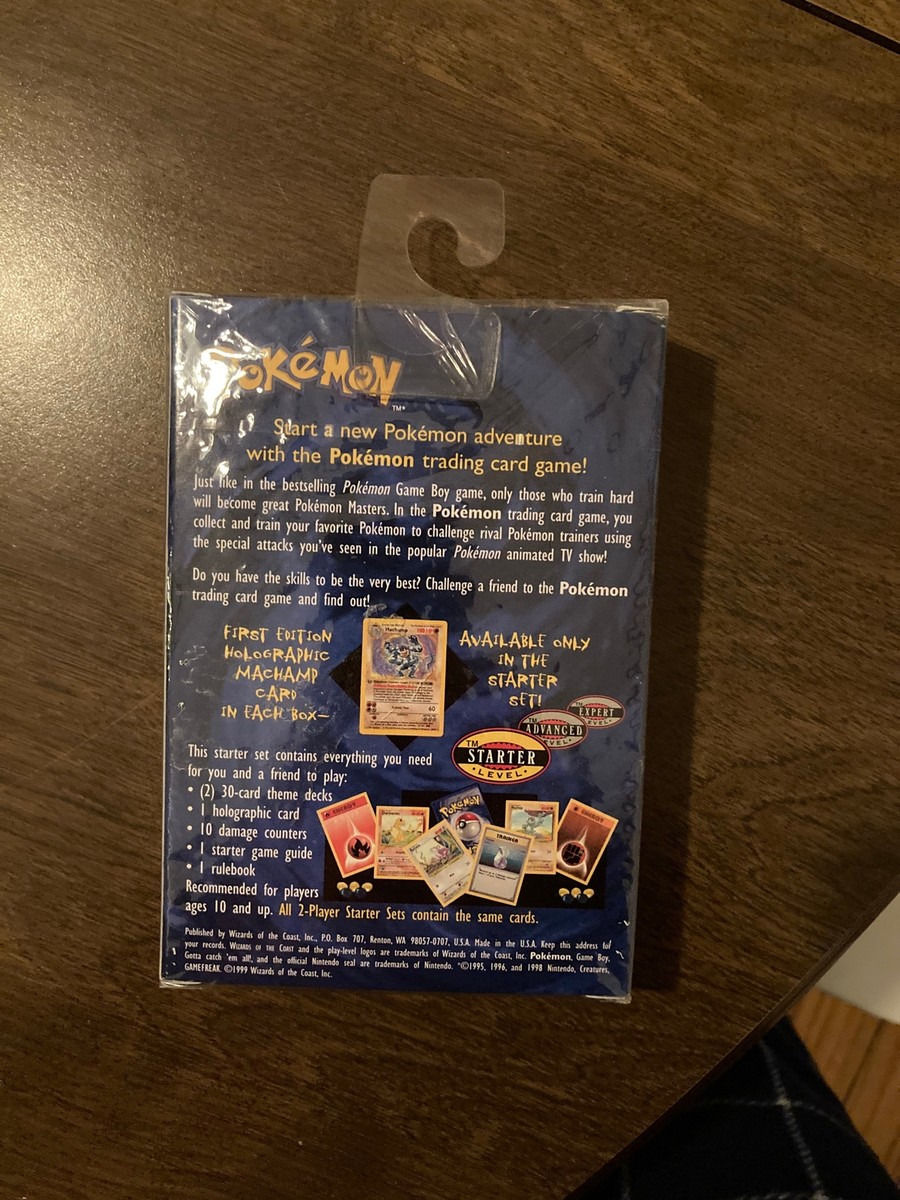 Pokémon
TM*
Start a new Pokémon adventure
with the Pokémon trading card game!
Just like in the bestselling Pokémon Game Boy game, only those who train hard
will become great Pokémon Masters. In the Pokémon trading card game, you
collect and train your favorite Pokémon to challenge rival Pokémon trainers using
the special attacks you've seen in the popular Pokémon animated TV show!
Do you have the skills to be the very best? Challenge a friend to the Pokémon
trading card game and find out!
FIRST EDITION
HOLOGRAPHIC
MACHAMP
CARD
IN EACH BOX—
Machamp
60
AVAILABLE ONLY
IN THE
STARTER
SET!
TM
EXPERT
LEVEL
TM
ADVANCED
LEVEL
TM
STARTER
• LEVEL •
This starter set contains everything you need
for you and a friend to play:
• (2) 30-card theme decks
• 1 holographic card
• 10 damage counters
• 1 starter game guide
• 1 rulebook
Recommended for players
ages 10 and up. All 2-Player Starter Sets contain the same cards.
ENERGY
POKéMON
TRAINER
ENERGY
Published by Wizards of the Coast, Inc., P.O. Box 707, Renton, WA 98057-0707, U.S.A. Made in the U.S.A. Keep this address for
your records. WIZARDS OF THE COAST and the play-level logos are trademarks of Wizards of the Coast, Inc. Pokémon, Game Boy,
Gotta catch 'em all!, and the official Nintendo seal are trademarks of Nintendo. *©1995, 1996, and 1998 Nintendo, Creatures,
GAMEFREAK. ©1999 Wizards of the Coast, Inc.